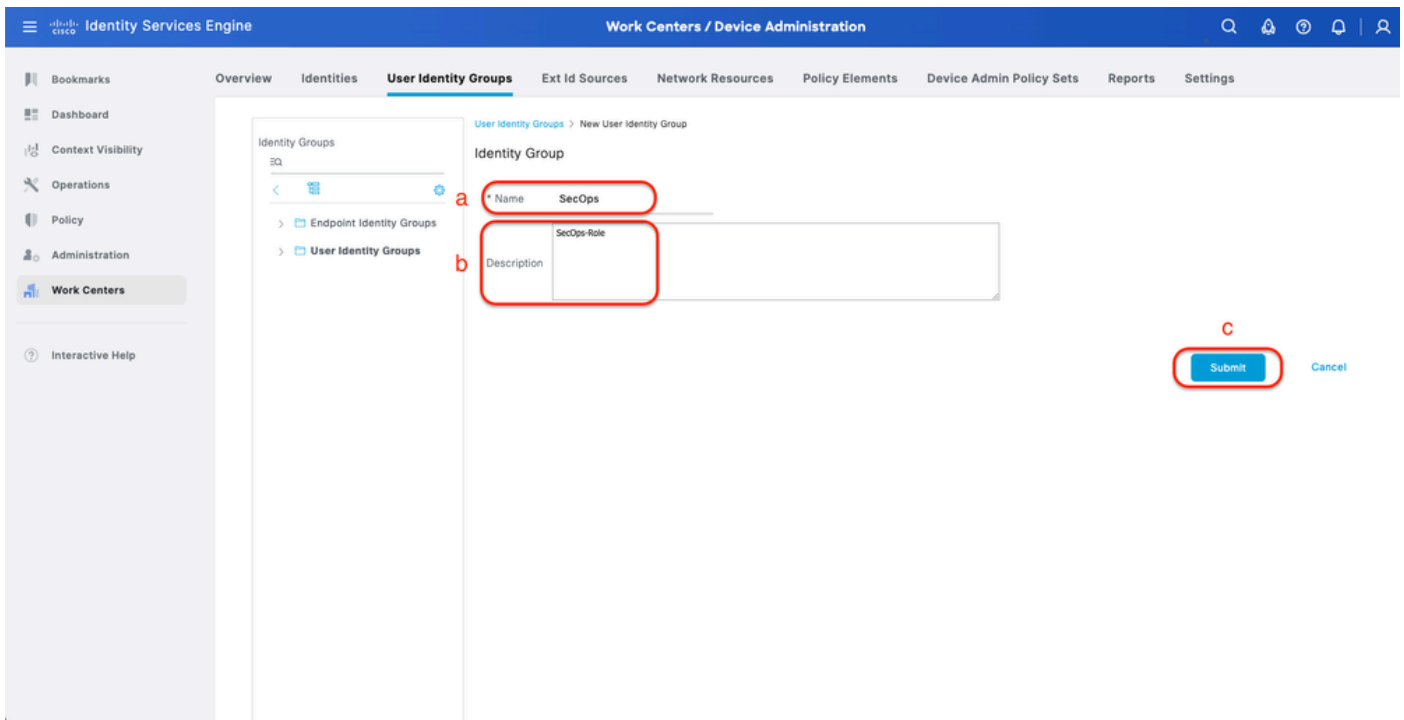 cisco Identity Services Engine
Work Centers / Device Administration
Bookmarks
Dashboard
Context Visibility
Operations
Policy
Administration
Work Centers
Interactive Help
Overview Identities User Identity Groups Ext Id Sources Network Resources Policy Elements Device Admin Policy Sets Reports Settings
Identity Groups
Endpoint Identity Groups
User Identity Groups
User Identity Groups > New User Identity Group
Identity Group
a * Name SecOps
b Description SecOps-Role
c
Submit Cancel